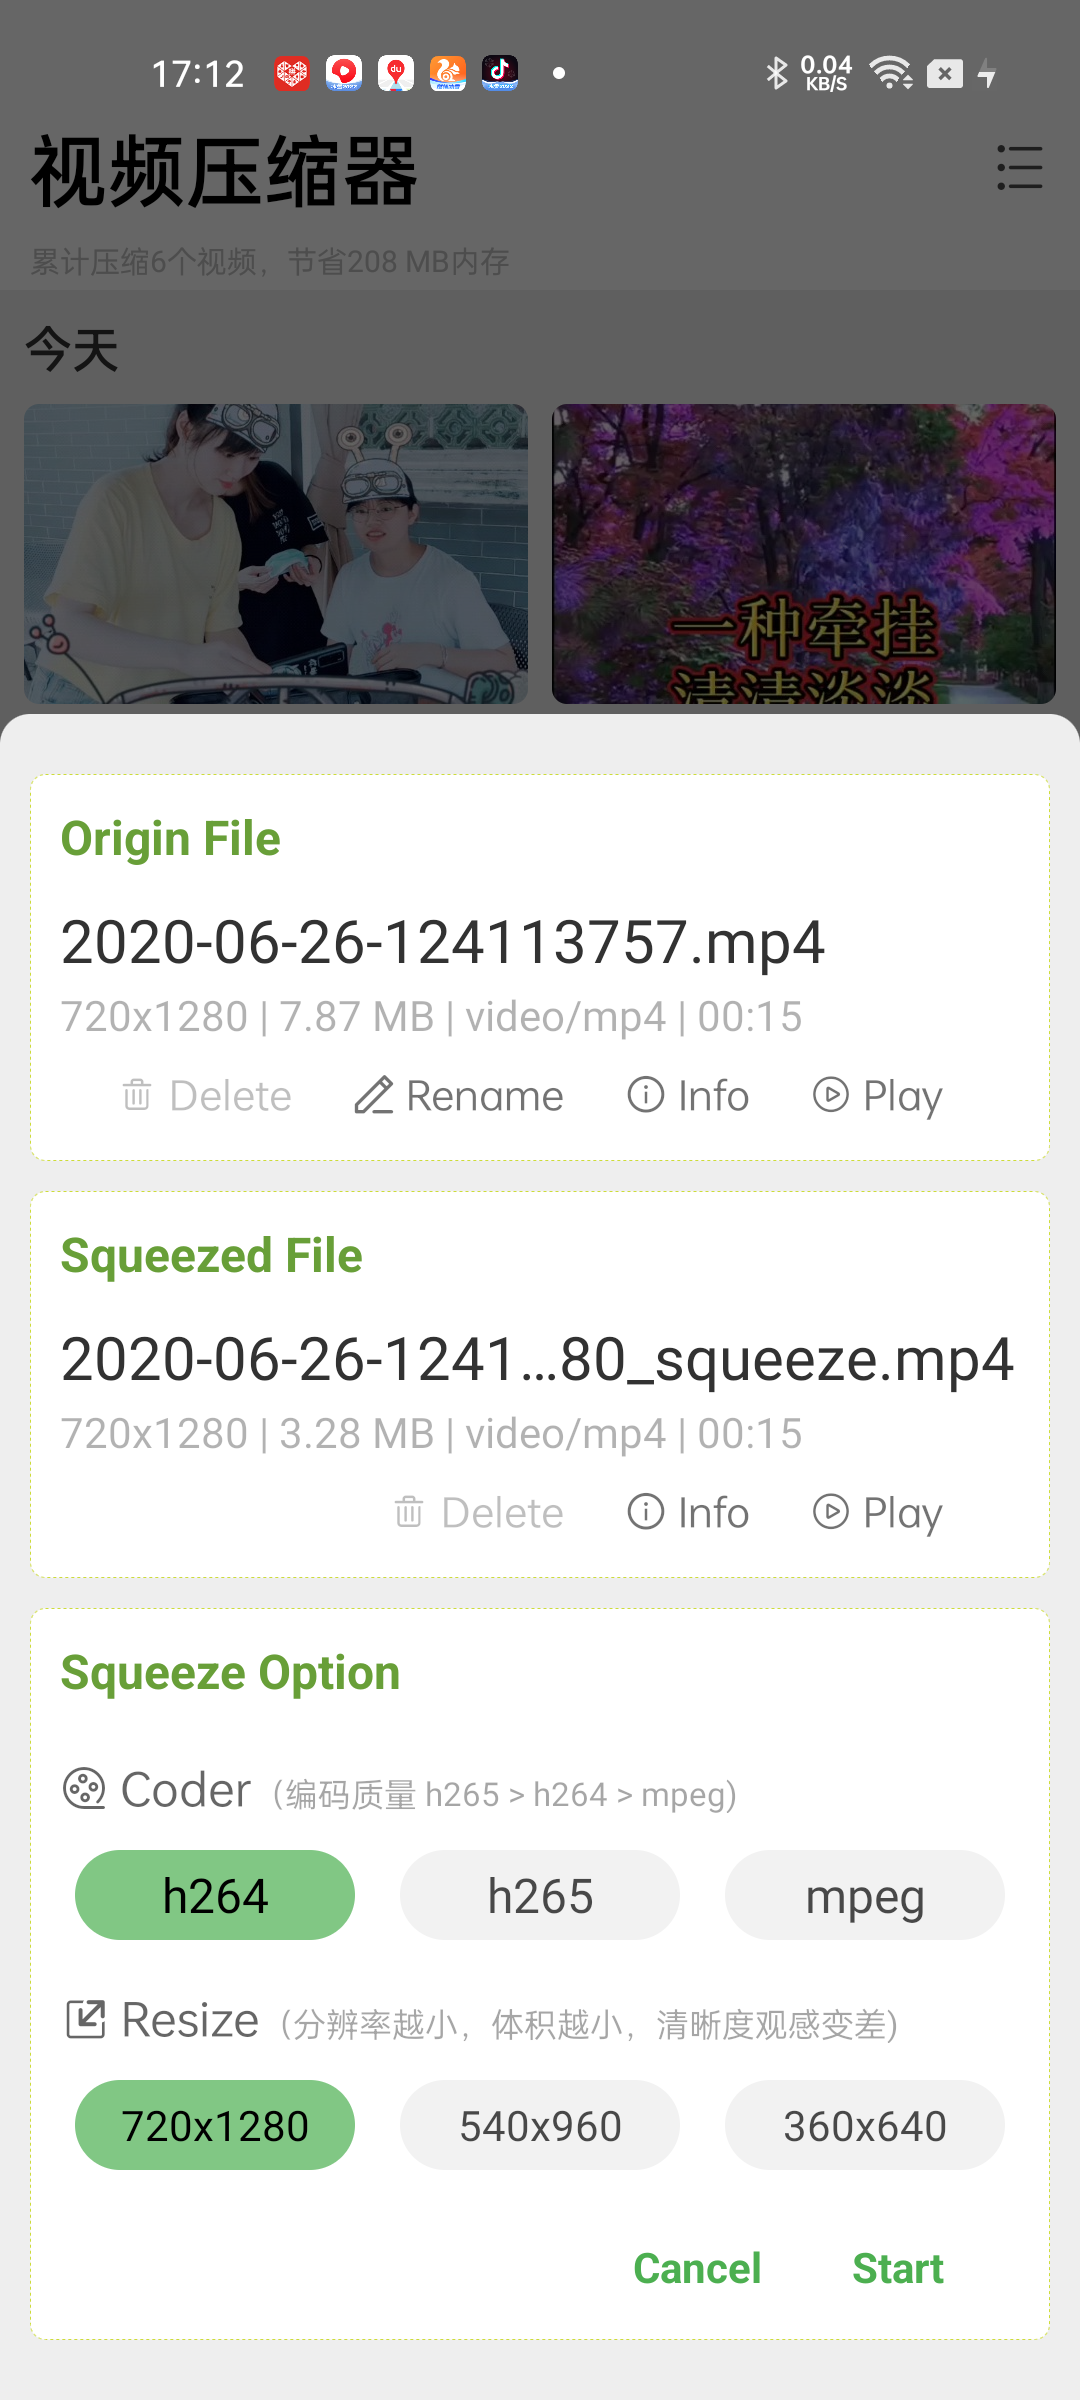 17:12
0.04
KB/S
视频压缩器
累计压缩6个视频，节省208 MB内存
今天
一种牵挂
清清淡淡
Origin File
2020-06-26-124113757.mp4
720x1280 | 7.87 MB | video/mp4 | 00:15
Delete Rename Info Play
Squeezed File
2020-06-26-1241...80_squeeze.mp4
720x1280 | 3.28 MB | video/mp4 | 00:15
Delete Info Play
Squeeze Option
Coder（编码质量 h265 > h264 > mpeg）
h264 h265 mpeg
Resize（分辨率越小，体积越小，清晰度观感变差）
720x1280 540x960 360x640
Cancel Start